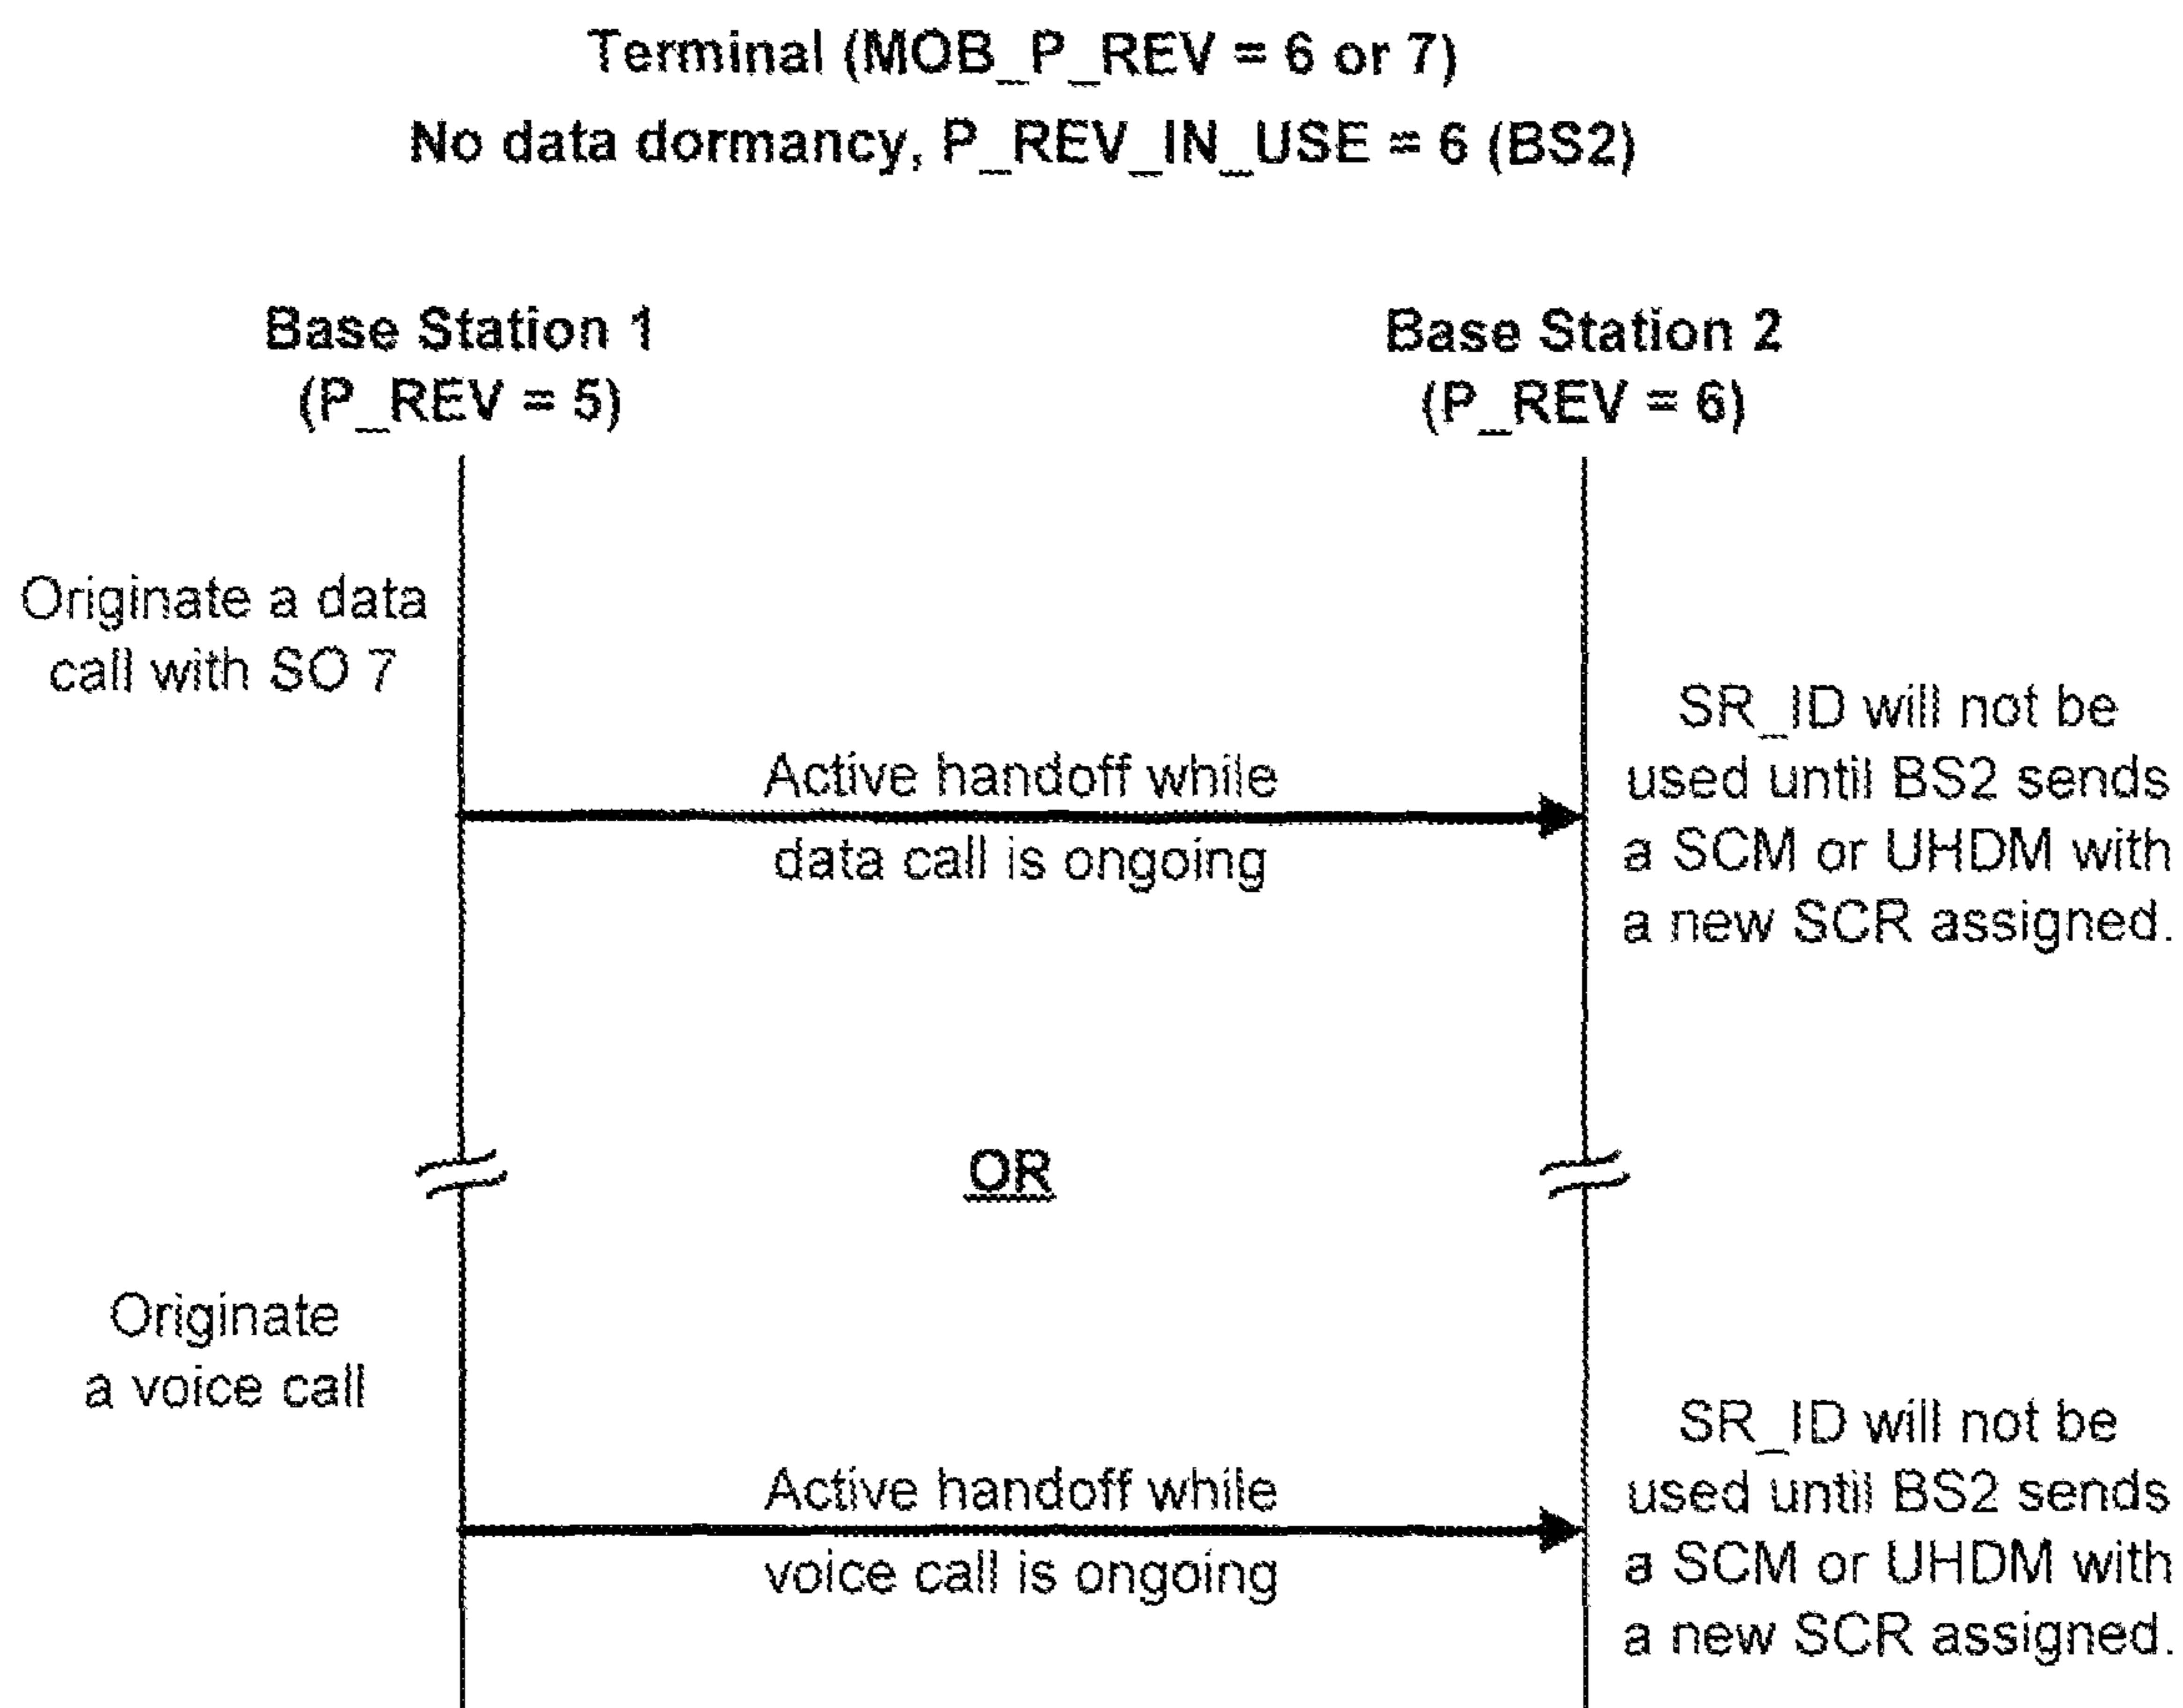 Terminal (MOB_P_REV = 6 or 7)
No data dormancy, P_REV_IN_USE = 6 (BS2)
Base Station 1
(P_REV = 5)
Base Station 2
(P_REV = 6)
Originate a data
call with SO 7
Active handoff while
data call is ongoing
SR_ID will not be
used until BS2 sends
a SCM or UHDM with
a new SCR assigned.
OR
Originate
a voice call
Active handoff while
voice call is ongoing
SR_ID will not be
used until BS2 sends
a SCM or UHDM with
a new SCR assigned.